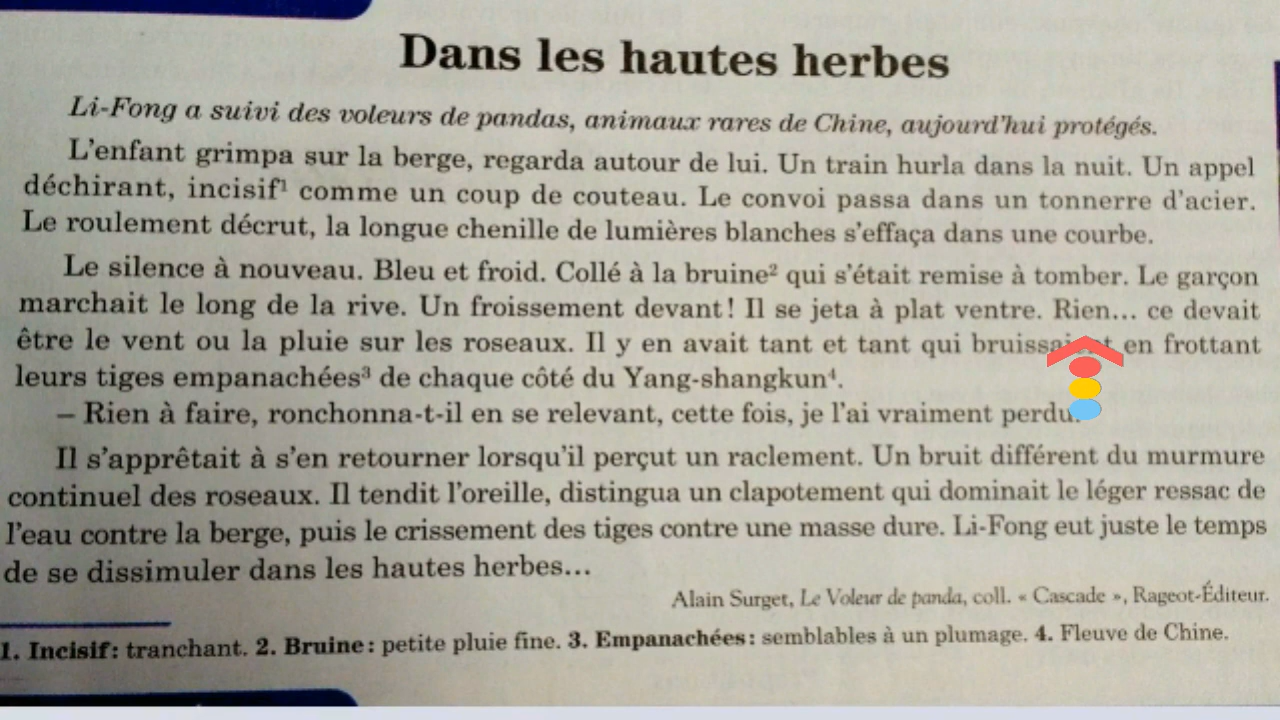 Dans les hautes herbes
Li-Fong a suivi des voleurs de pandas, animaux rares de Chine, aujourd'hui protégés.
L'enfant grimpa sur la berge, regarda autour de lui. Un train hurla dans la nuit. Un appel
déchirant, incisif¹ comme un coup de couteau. Le convoi passa dans un tonnerre d'acier.
Le roulement décrut, la longue chenille de lumières blanches s'effaça dans une courbe.
Le silence à nouveau. Bleu et froid. Collé à la bruine² qui s'était remise à tomber. Le garçon
marchait le long de la rive. Un froissement devant! Il se jeta à plat ventre. Rien... ce devait
être le vent ou la pluie sur les roseaux. Il y en avait tant et tant qui en frottant
leurs tiges empanachées³ de chaque côté du Yang-shangkun⁴.
– Rien à faire, ronchonna-t-il en se relevant, cette fois, je l'ai vraiment perdu.
Il s'apprêtait à s'en retourner lorsqu'il perçut un raclement. Un bruit différent du murmure
continuel des roseaux. Il tendit l'oreille, distingua un clapotement qui dominait le léger ressac de
l'eau contre la berge, puis le crissement des tiges contre une masse dure. Li-Fong eut juste le temps
de se dissimuler dans les hautes herbes...
Alain Surget, Le Voleur de panda, coll. « Cascade », Rageot-Éditeur.
1. Incisif: tranchant. 2. Bruine: petite pluie fine. 3. Empanachées: semblables à un plumage. 4. Fleuve de Chine.